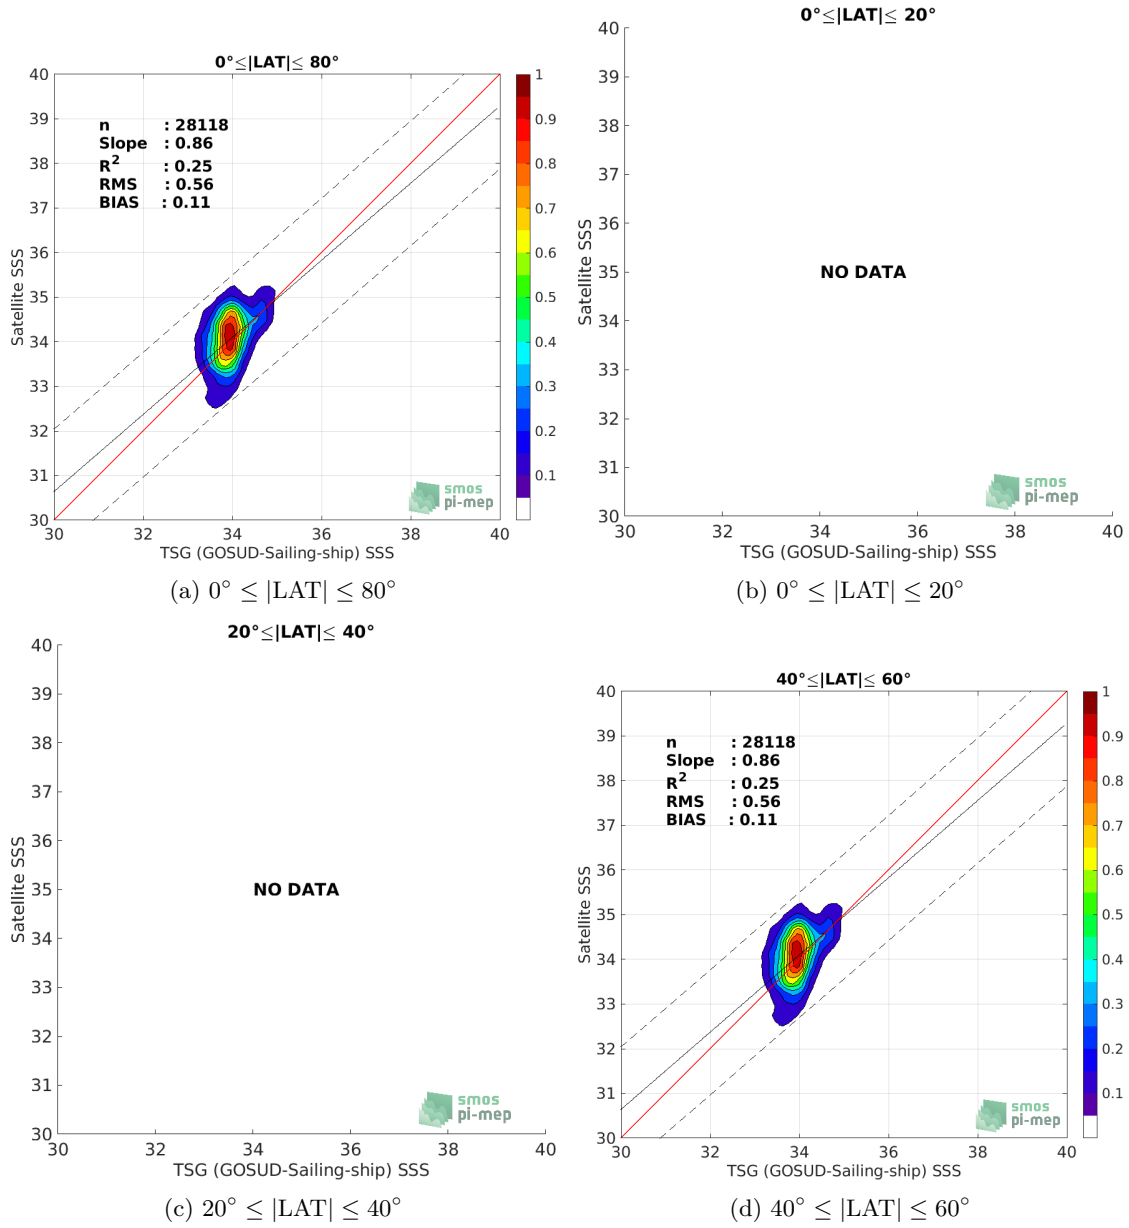 0°≤|LAT|≤ 80°
40
39
38
37
36
35
34
33
32
31
30
30
32
34
36
38
40
Satellite SSS
TSG (GOSUD-Sailing-ship) SSS
n : 28118
Slope : 0.86
R2 : 0.25
RMS : 0.56
BIAS : 0.11
1
0.9
0.8
0.7
0.6
0.5
0.4
0.3
0.2
0.1
smos
pi-mep
(a) 0° ≤ |LAT| ≤ 80°
0°≤|LAT|≤ 20°
40
39
38
37
36
35
34
33
32
31
30
30
32
34
36
38
40
Satellite SSS
TSG (GOSUD-Sailing-ship) SSS
NO DATA
smos
pi-mep
(b) 0° ≤ |LAT| ≤ 20°
20°≤|LAT|≤ 40°
40
39
38
37
36
35
34
33
32
31
30
30
32
34
36
38
40
Satellite SSS
TSG (GOSUD-Sailing-ship) SSS
NO DATA
smos
pi-mep
(c) 20° ≤ |LAT| ≤ 40°
40°≤|LAT|≤ 60°
40
39
38
37
36
35
34
33
32
31
30
30
32
34
36
38
40
Satellite SSS
TSG (GOSUD-Sailing-ship) SSS
n : 28118
Slope : 0.86
R2 : 0.25
RMS : 0.56
BIAS : 0.11
1
0.9
0.8
0.7
0.6
0.5
0.4
0.3
0.2
0.1
smos
pi-mep
(d) 40° ≤ |LAT| ≤ 60°